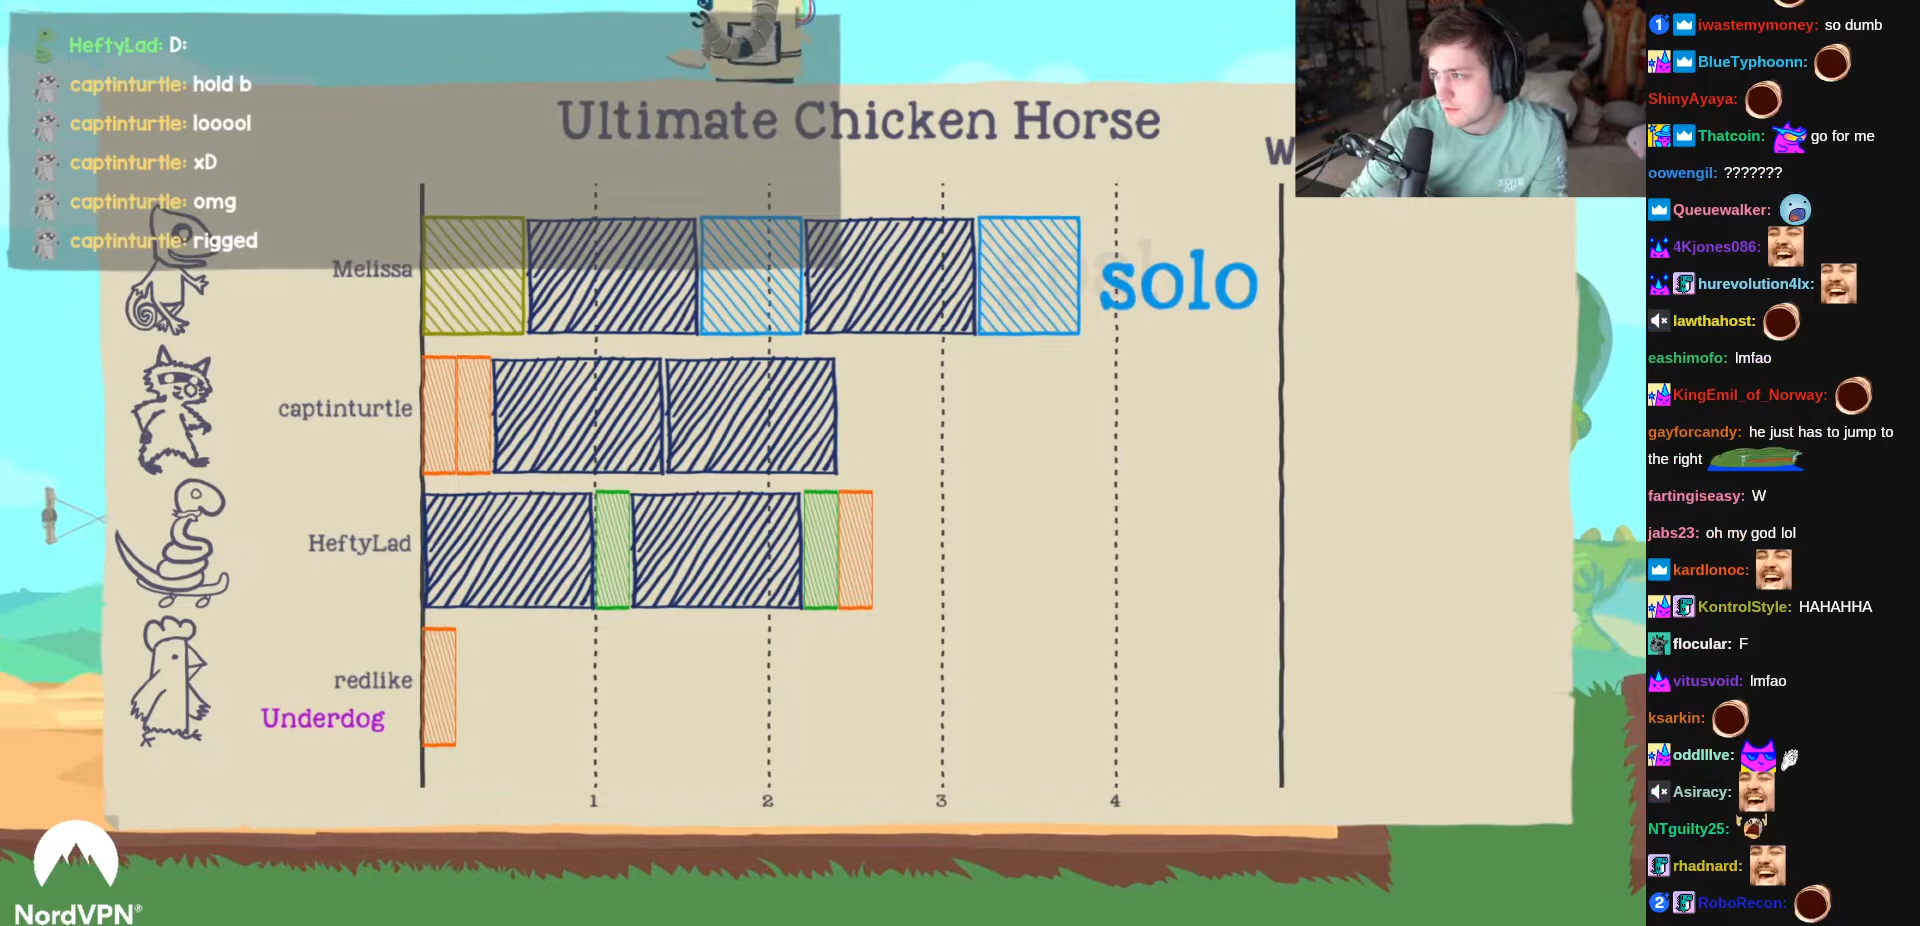 HeftyLad: D:
captinturtle: hold b
captinturtle: looool
captinturtle: xD
captinturtle: omg
captinturtle: rigged
Ultimate Chicken Horse
W
Melissa
solo
captinturtle
HeftyLad
redlike
Underdog
1 2 3 4
NordVPN®
1 iwastemymoney: so dumb
BlueTyphoonn:
ShinyAyaya:
Thatcoin: go for me
oowengil: ???????
Queuewalker:
4Kjones086:
hurevolution4lx:
lawthahost:
eashimofo: lmfao
KingEmil_of_Norway:
gayforcandy: he just has to jump to
the right
fartingiseasy: W
jabs23: oh my god lol
kardlonoc:
KontrolStyle: HAHAHHA
flocular: F
vitusvoid: lmfao
ksarkin:
oddlllve:
Asiracy:
NTguilty25:
rhadnard:
2 RoboRecon: